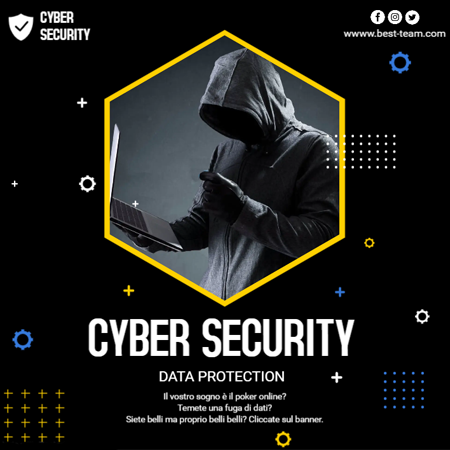 CYBER
SECURITY
www.best-team.com
CYBER SECURITY
DATA PROTECTION
Il vostro sogno è il poker online?
Temete una fuga di dati?
Siete belli ma proprio belli belli? Cliccate sul banner.